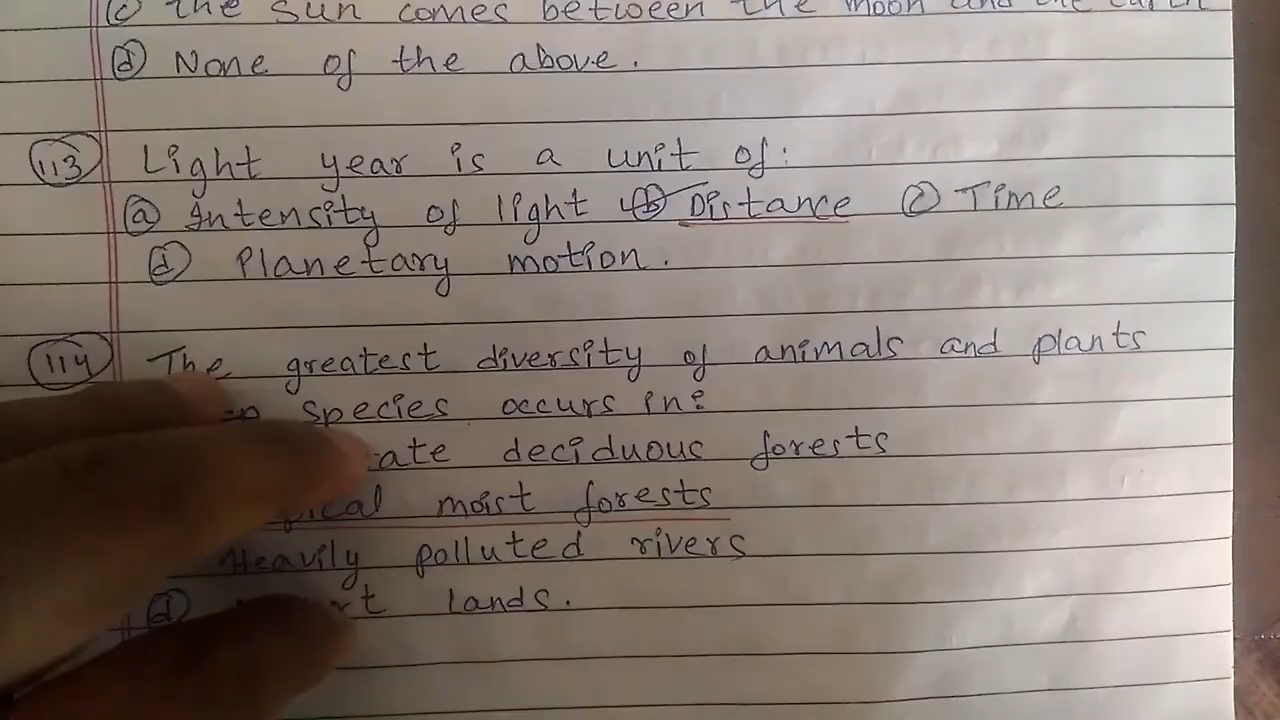 (c) the sun comes between the moon and the earth
(d) None of the above.
(113) Light year is a unit of:
(a) Intensity of light (b) Distance (c) Time
(d) Planetary motion.
(114) The greatest diversity of animals and plants
species occurs in:
deciduous forests
moist forests
Heavily polluted rivers
(d) lands.